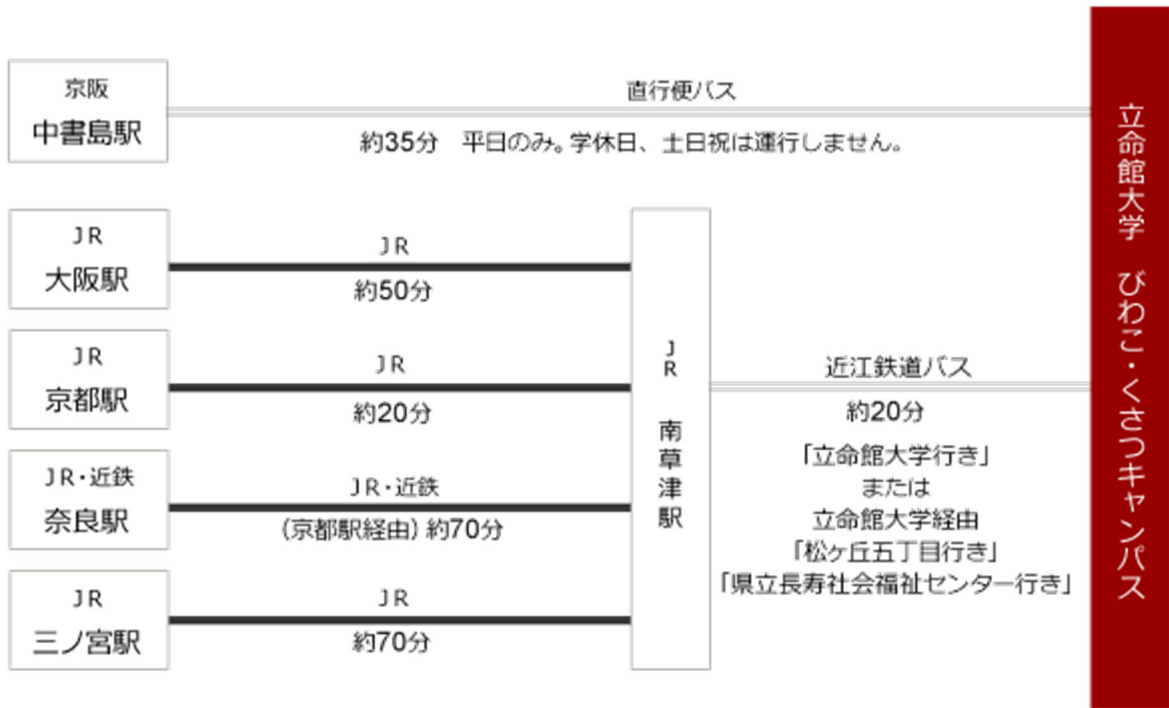 京阪
中書島駅
直行便バス
約35分 平日のみ。学休日、土日祝は運行しません。
JR
大阪駅
JR
約50分
JR
京都駅
JR
約20分
JR・近鉄
奈良駅
JR・近鉄
(京都駅経由) 約70分
JR
三ノ宮駅
JR
約70分
JR 南草津駅
近江鉄道バス
約20分
「立命館大学行き」
または
立命館大学経由
「松ヶ丘五丁目行き」
「県立長寿社会福祉センター行き」
立命館大学 びわこ・くさつキャンパス